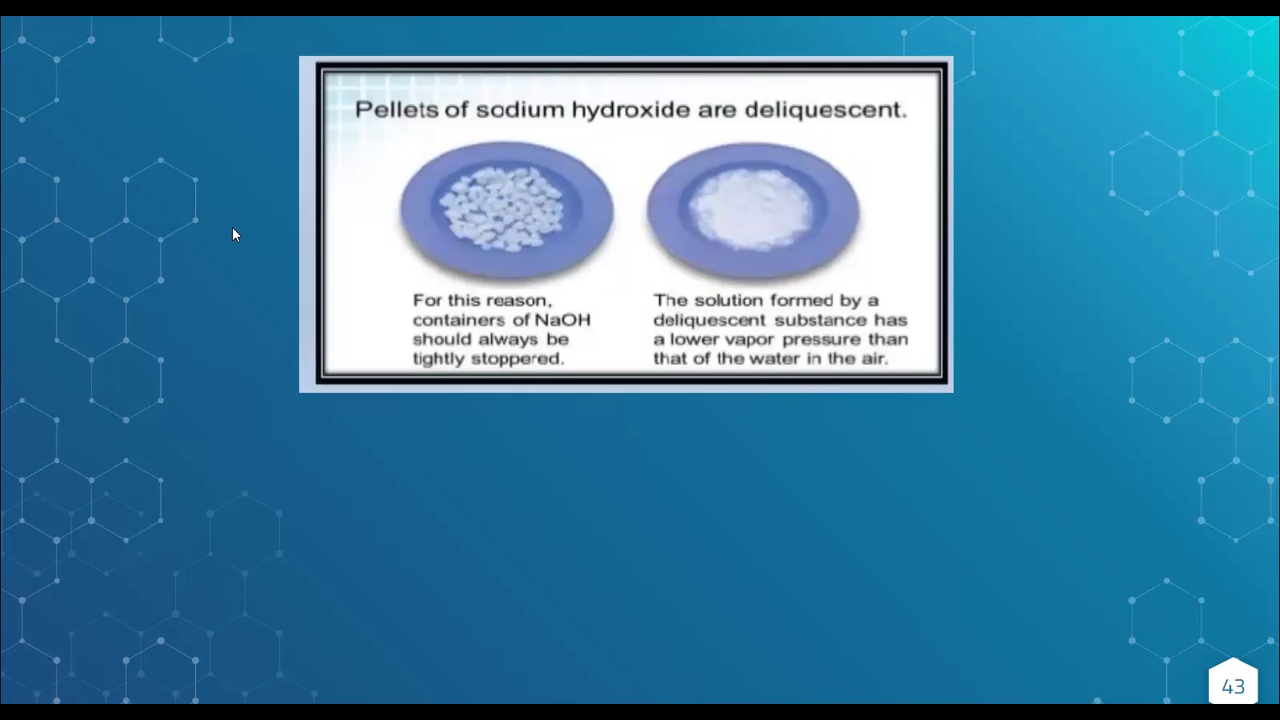 Pellets of sodium hydroxide are deliquescent.
For this reason,
containers of NaOH
should always be
tightly stoppered.
The solution formed by a
deliquescent substance has
a lower vapor pressure than
that of the water in the air.
43